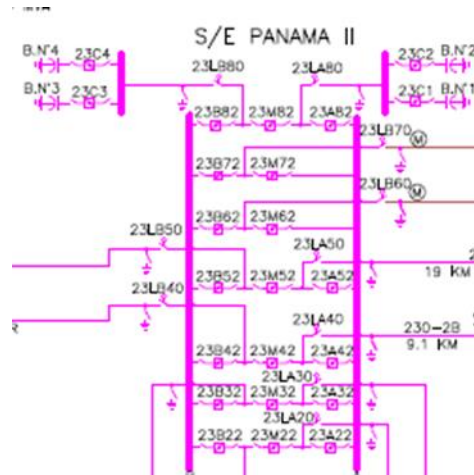 S/E PANAMA II
B.N°4 23C4 23LB80 23LA80 23C2 B.N°2
B.N°3 23C3 23C1 B.N°1
23B82 23M82 23A82
23LB70 M
23B72 23M72
23LB60 M
23B62 23M62
23LB50 23LA50
19 KM
23B52 23M52 23A52
23LB40
23LA40
230-2B
9.1 KM
23B42 23M42 23A42
23LA30
23B32 23M32 23A32
23LA20
23B22 23M22 23A22